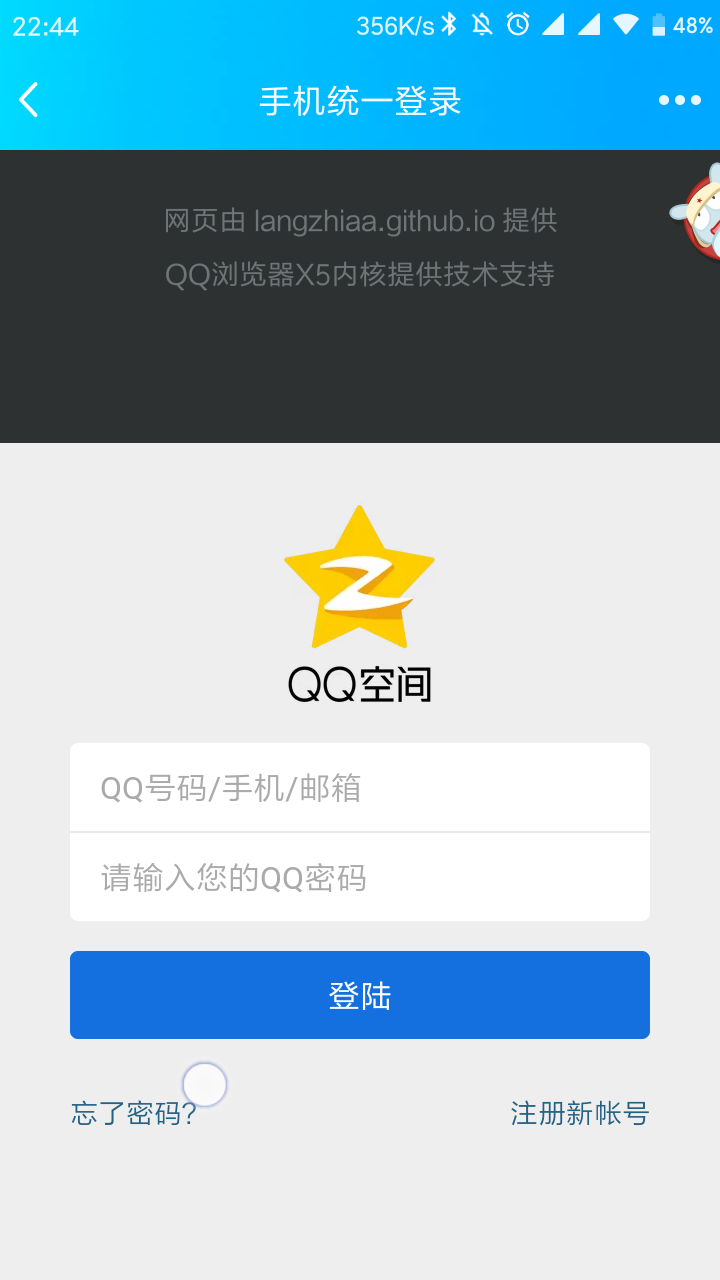 22:44 356K/s 48%
手机统一登录
网页由 langzhiaa.github.io 提供
QQ浏览器X5内核提供技术支持
QQ空间
QQ号码/手机/邮箱
请输入您的QQ密码
登陆
忘了密码? 注册新帐号